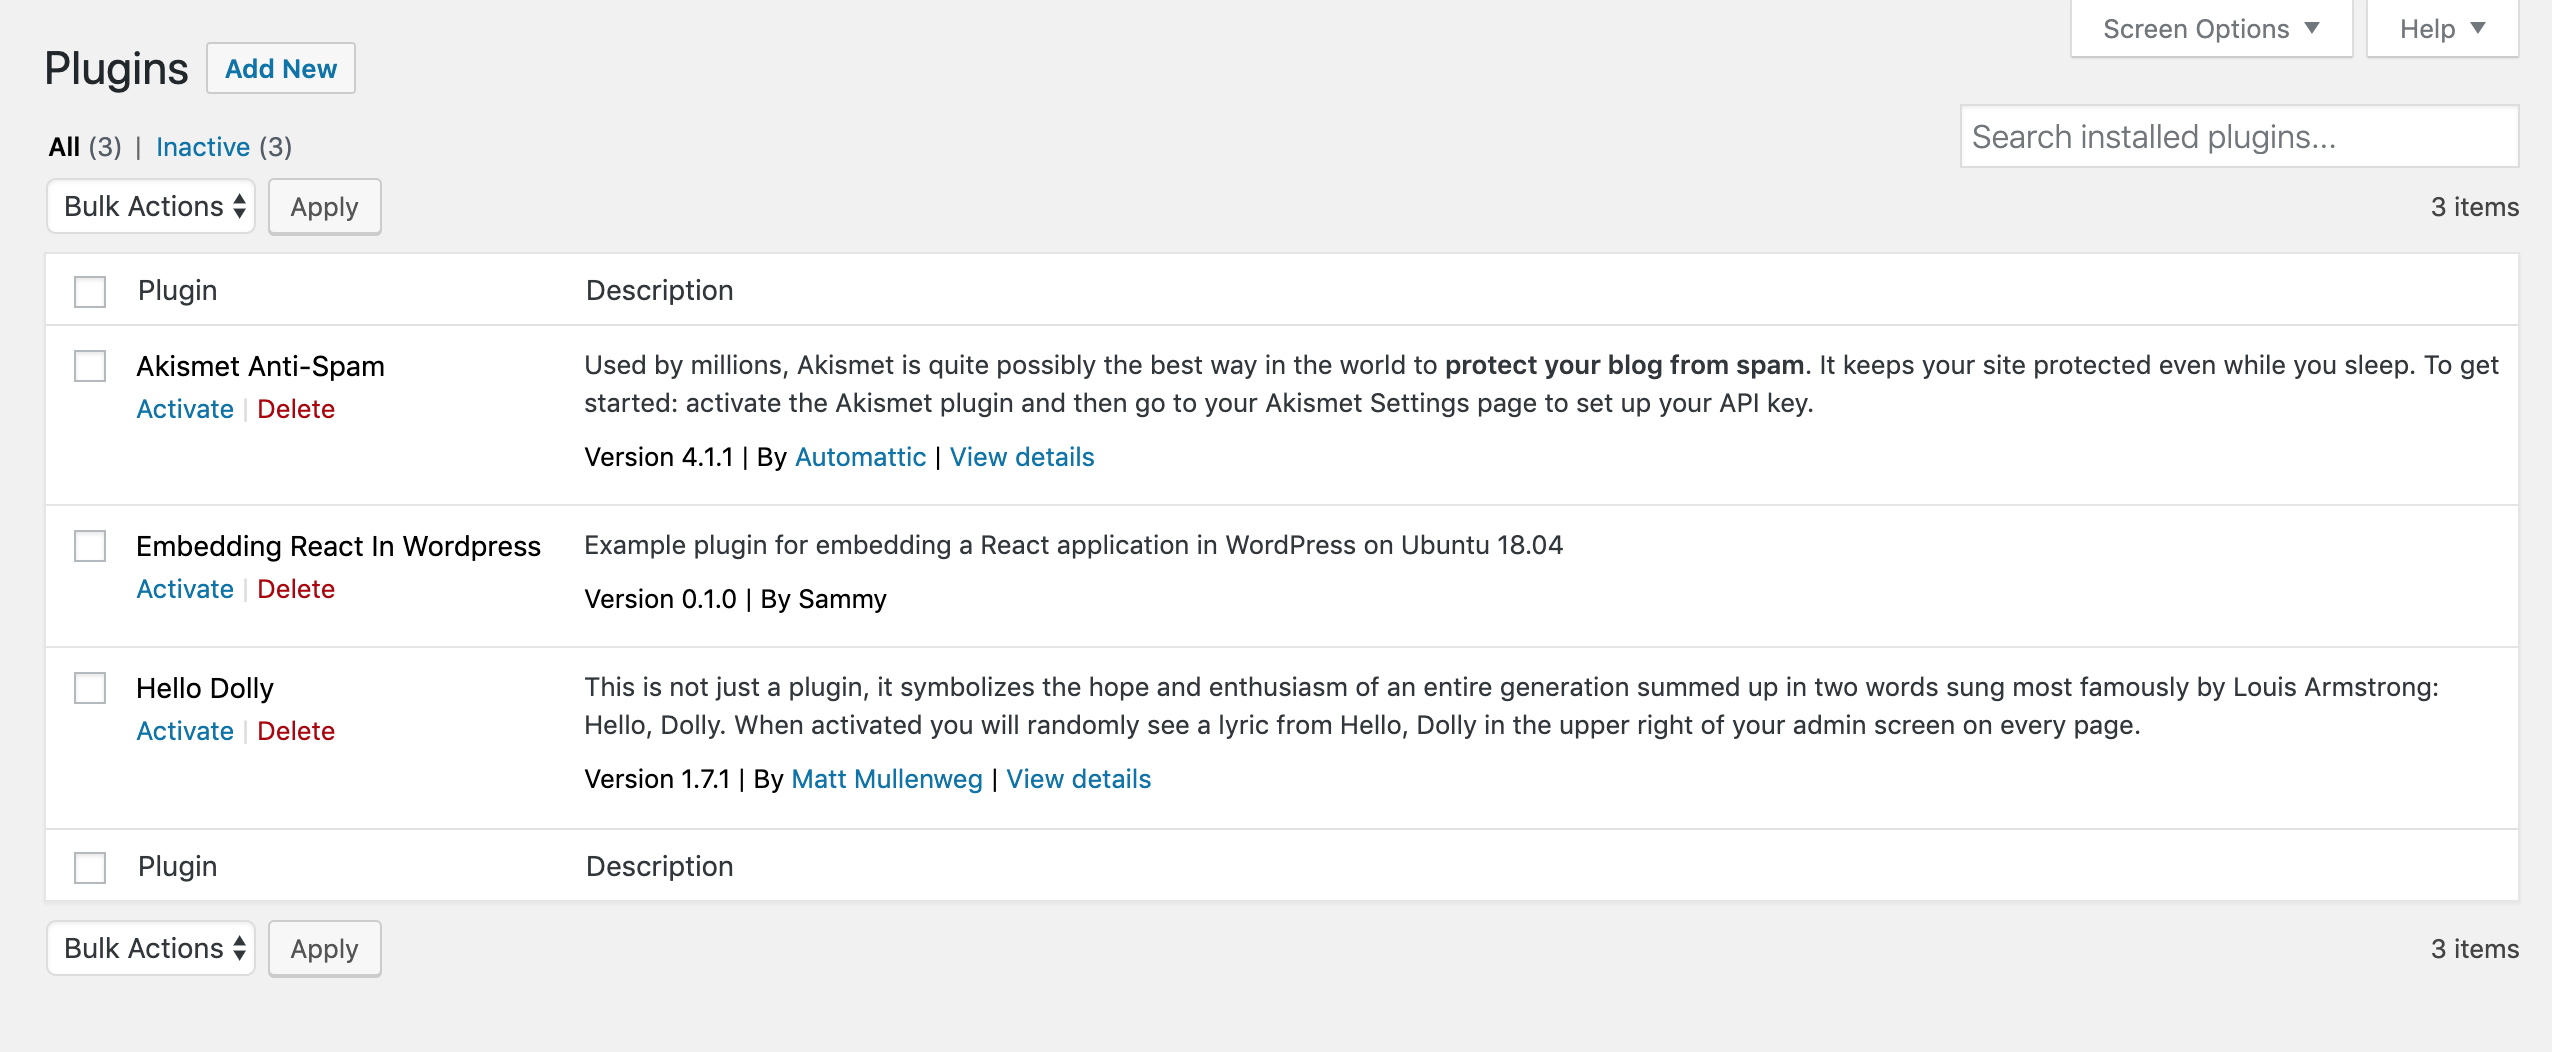 Screen Options ▼ Help ▼
Plugins Add New
Search installed plugins...
All (3) | Inactive (3)
Bulk Actions Apply 3 items
Plugin Description
Akismet Anti-Spam
Activate | Delete
Used by millions, Akismet is quite possibly the best way in the world to protect your blog from spam. It keeps your site protected even while you sleep. To get
started: activate the Akismet plugin and then go to your Akismet Settings page to set up your API key.
Version 4.1.1 | By Automattic | View details
Embedding React In Wordpress
Activate | Delete
Example plugin for embedding a React application in WordPress on Ubuntu 18.04
Version 0.1.0 | By Sammy
Hello Dolly
Activate | Delete
This is not just a plugin, it symbolizes the hope and enthusiasm of an entire generation summed up in two words sung most famously by Louis Armstrong:
Hello, Dolly. When activated you will randomly see a lyric from Hello, Dolly in the upper right of your admin screen on every page.
Version 1.7.1 | By Matt Mullenweg | View details
Plugin Description
Bulk Actions Apply 3 items